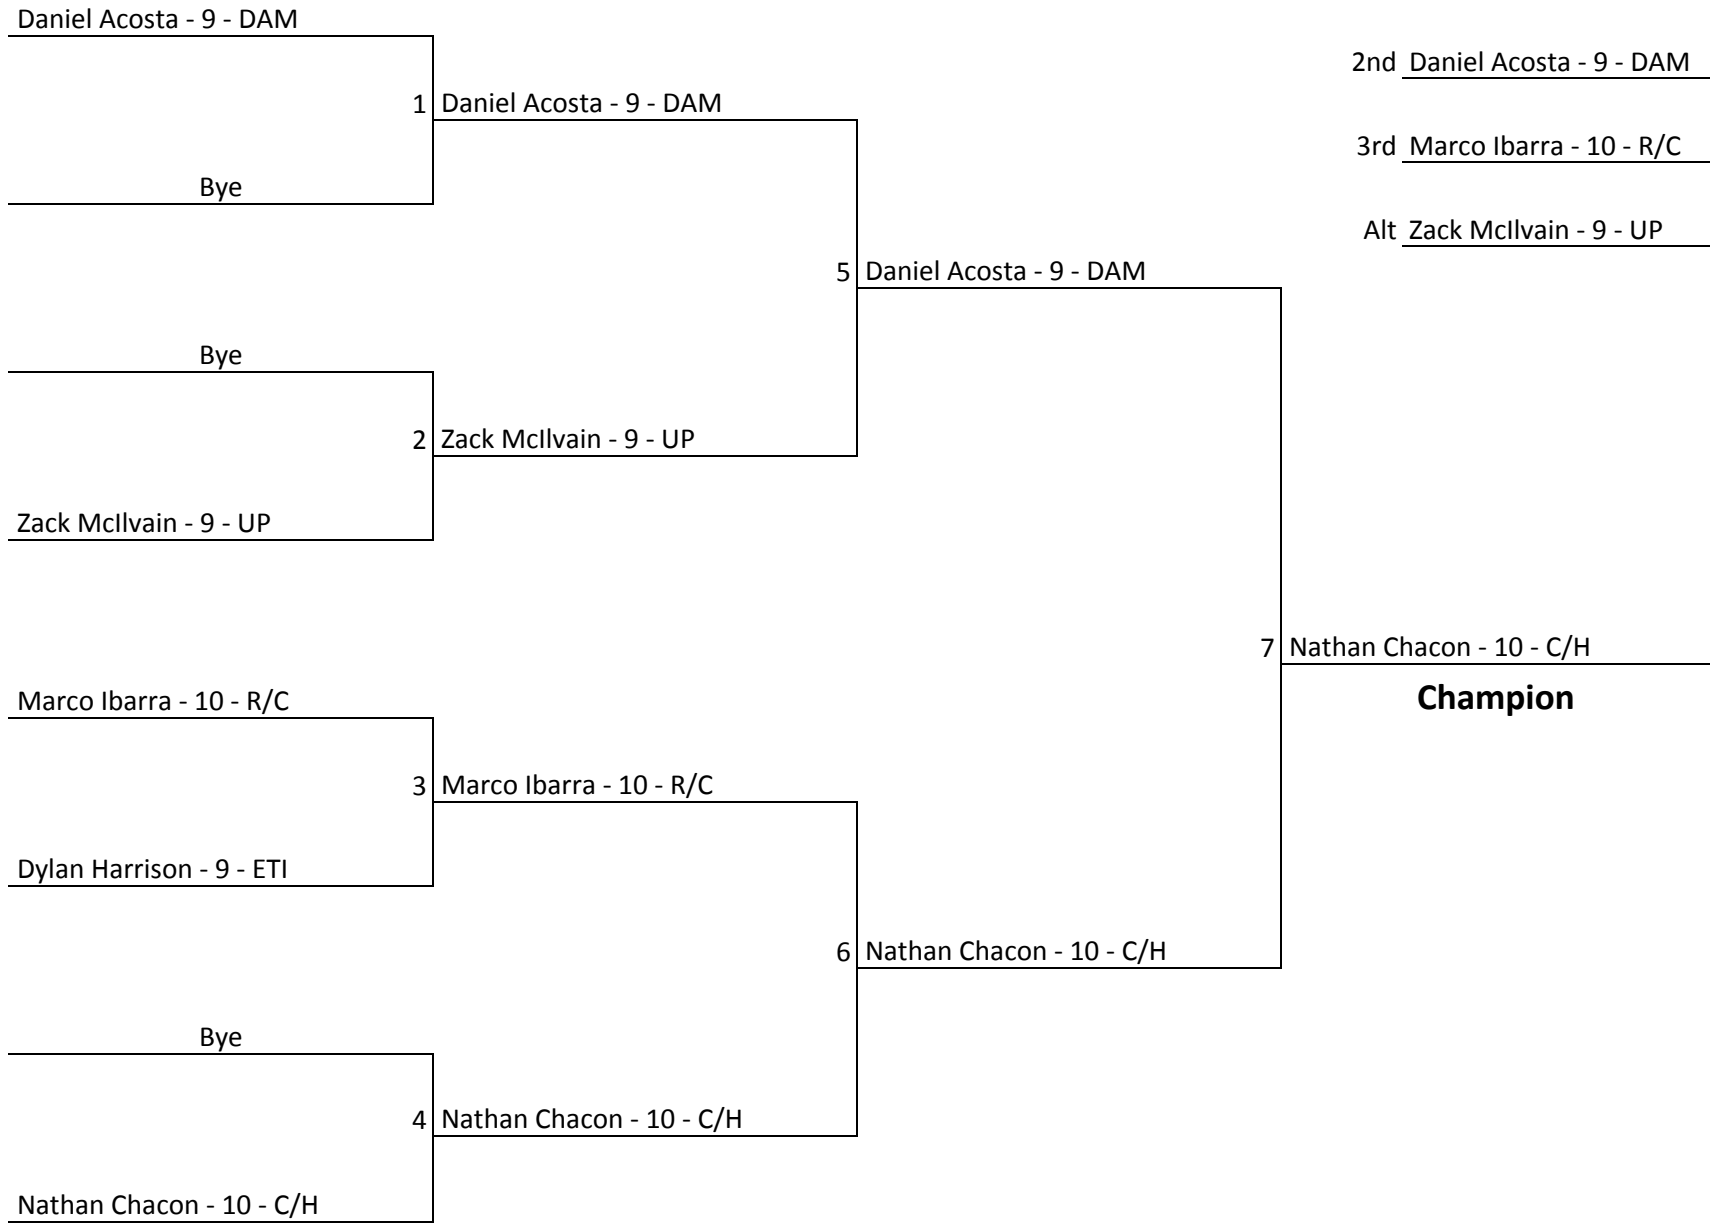 Daniel Acosta - 9 - DAM
2nd Daniel Acosta - 9 - DAM
1 Daniel Acosta - 9 - DAM
3rd Marco Ibarra - 10 - R/C
Bye
Alt Zack McIlvain - 9 - UP
5 Daniel Acosta - 9 - DAM
Bye
2 Zack McIlvain - 9 - UP
Zack McIlvain - 9 - UP
7 Nathan Chacon - 10 - C/H
Champion
Marco Ibarra - 10 - R/C
3 Marco Ibarra - 10 - R/C
Dylan Harrison - 9 - ETI
6 Nathan Chacon - 10 - C/H
Bye
4 Nathan Chacon - 10 - C/H
Nathan Chacon - 10 - C/H